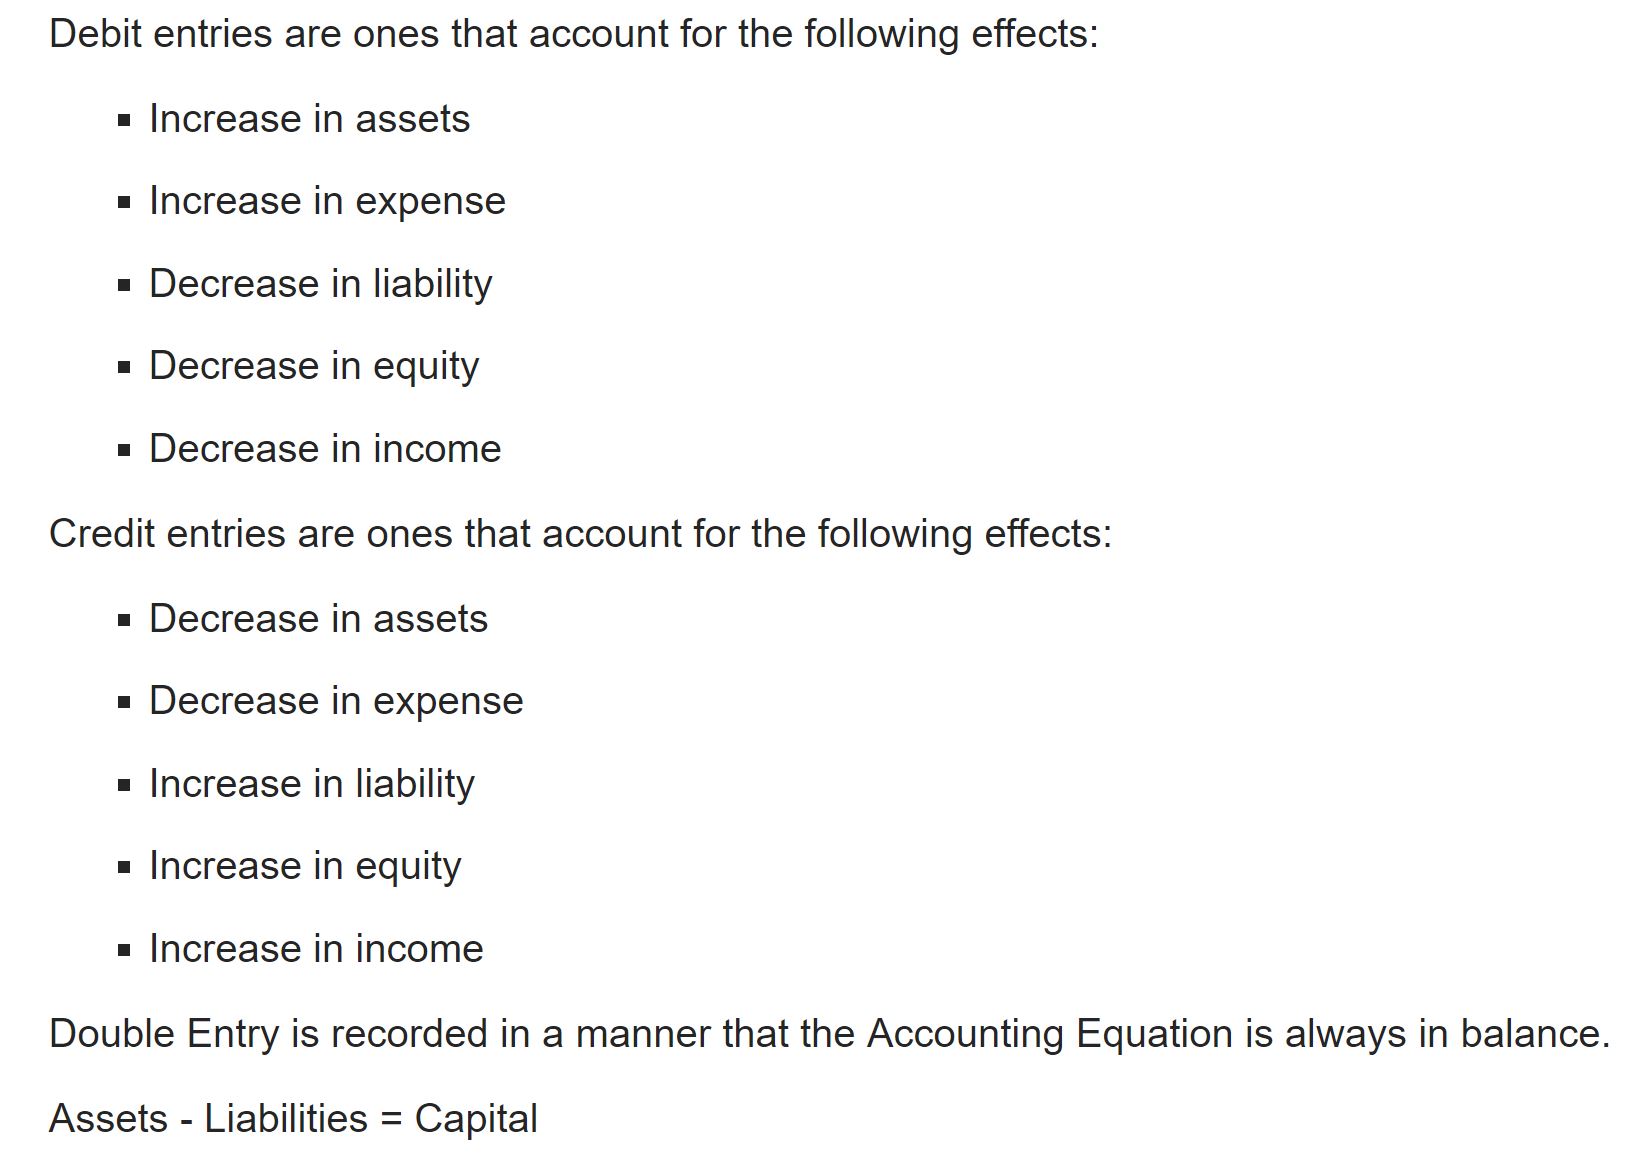 Debit entries are ones that account for the following effects:
▪ Increase in assets
▪ Increase in expense
▪ Decrease in liability
▪ Decrease in equity
▪ Decrease in income
Credit entries are ones that account for the following effects:
▪ Decrease in assets
▪ Decrease in expense
▪ Increase in liability
▪ Increase in equity
▪ Increase in income
Double Entry is recorded in a manner that the Accounting Equation is always in balance.
Assets - Liabilities = Capital